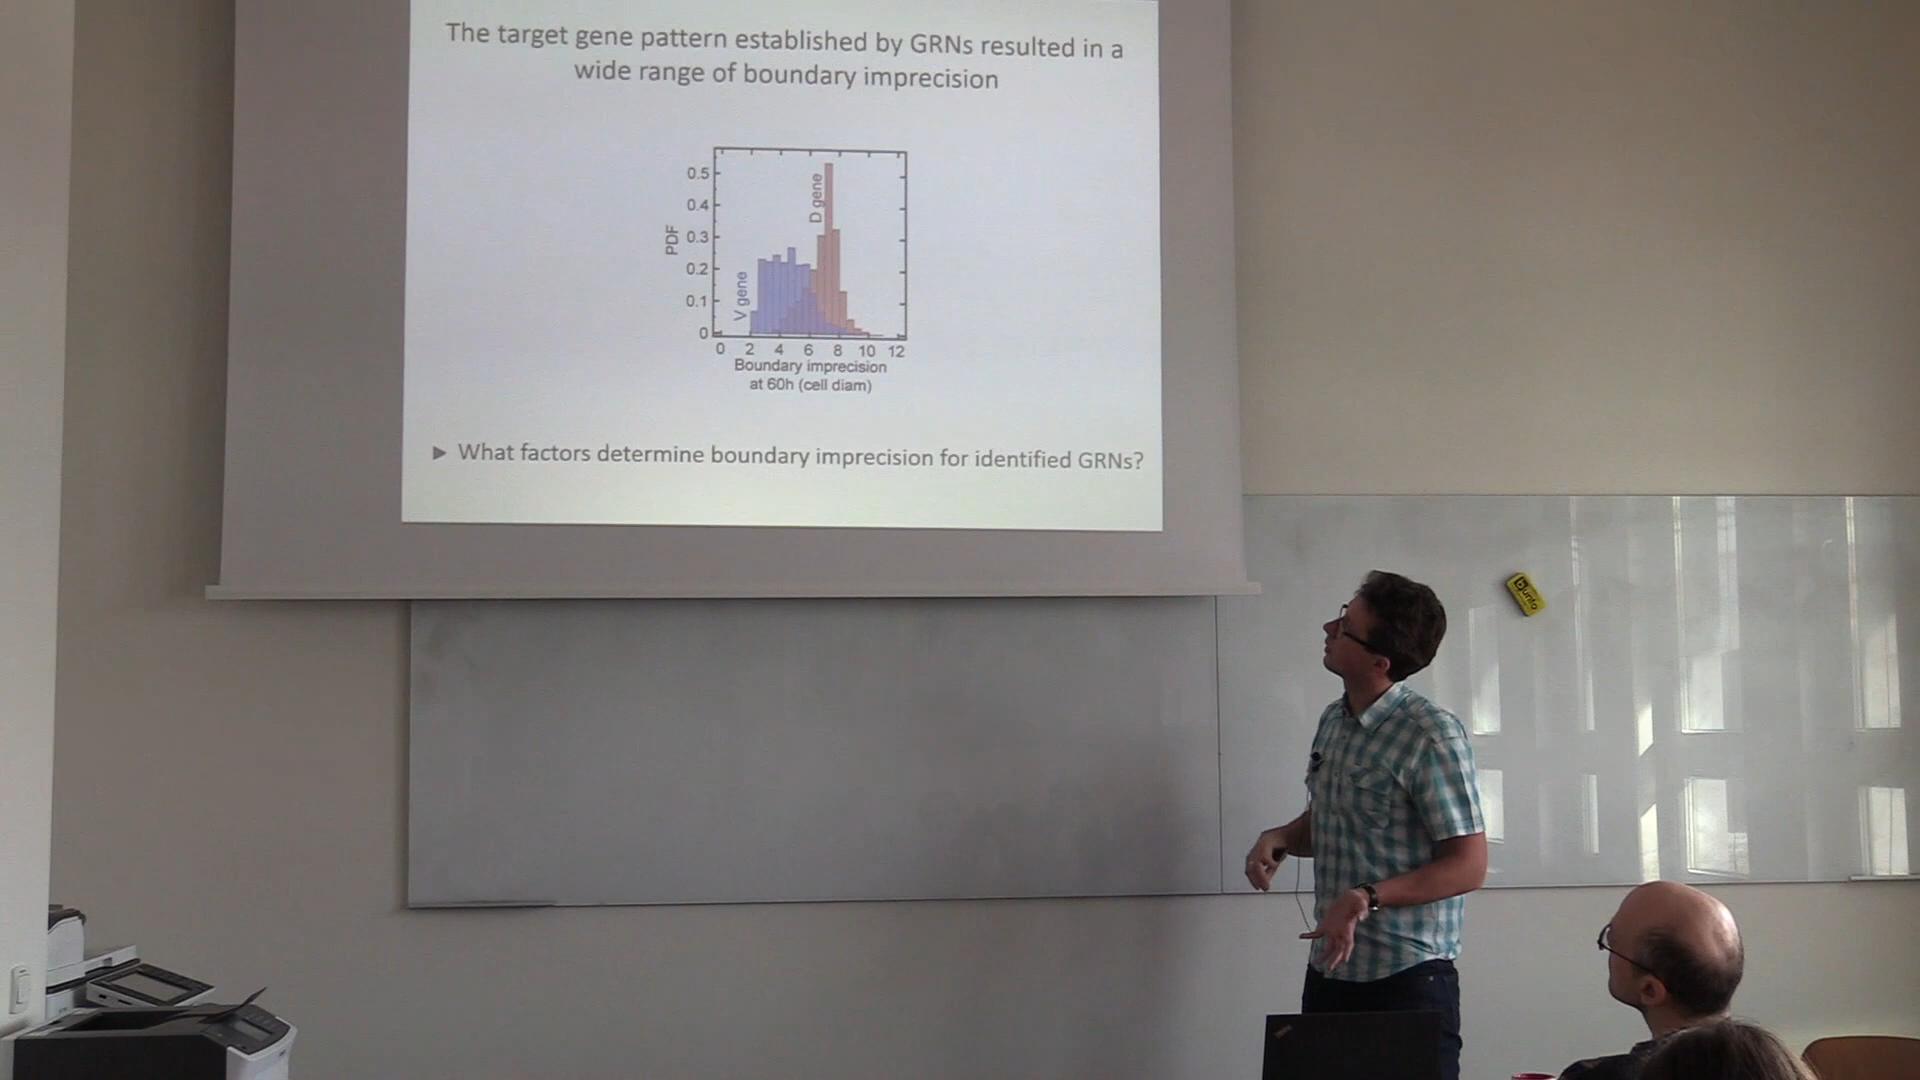 The target gene pattern established by GRNs resulted in a
wide range of boundary imprecision
0.5
0.4
0.3
0.2
0.1
0
PDF
V gene
D gene
0 2 4 6 8 10 12
Boundary imprecision
at 60h (cell diam)
► What factors determine boundary imprecision for identified GRNs?